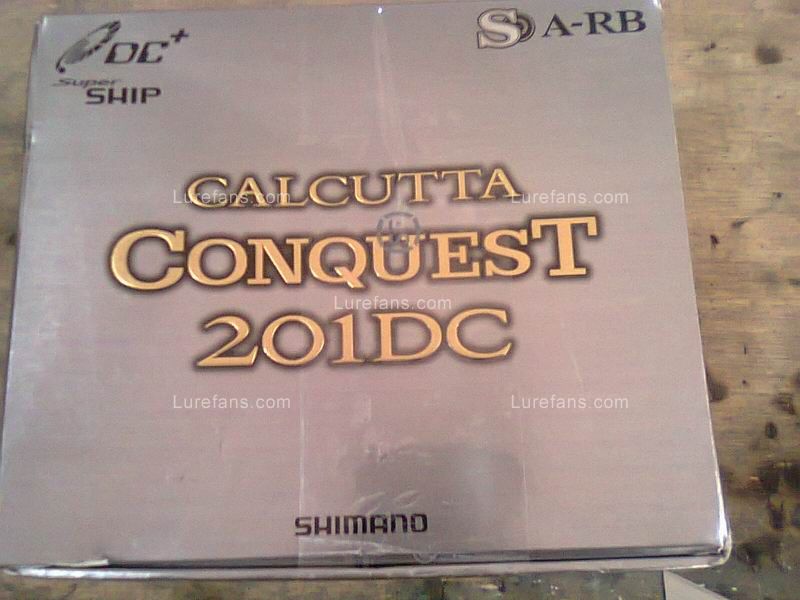 DC+
Super
SHIP
S A-RB
CALCUTTA
CONQUEST
201DC
SHIMANO
Lurefans.com Lurefans.com
Lurefans.com
Lurefans.com Lurefans.com